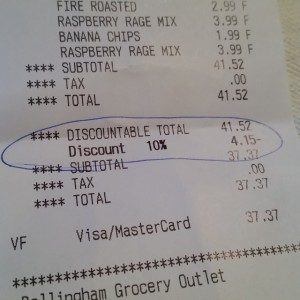 FIRE ROASTED 2.99 F
RASPBERRY RAGE MIX 3.99 F
BANANA CHIPS 1.99 F
RASPBERRY RAGE MIX 3.99 F
**** SUBTOTAL 41.52
**** TAX .00
**** TOTAL 41.52
**** DISCOUNTABLE TOTAL 41.52
Discount 10% 4.15-
**** SUBTOTAL 37.37
**** TAX .00
**** TOTAL 37.37
VF Visa/MasterCard 37.37
Bellingham Grocery Outlet